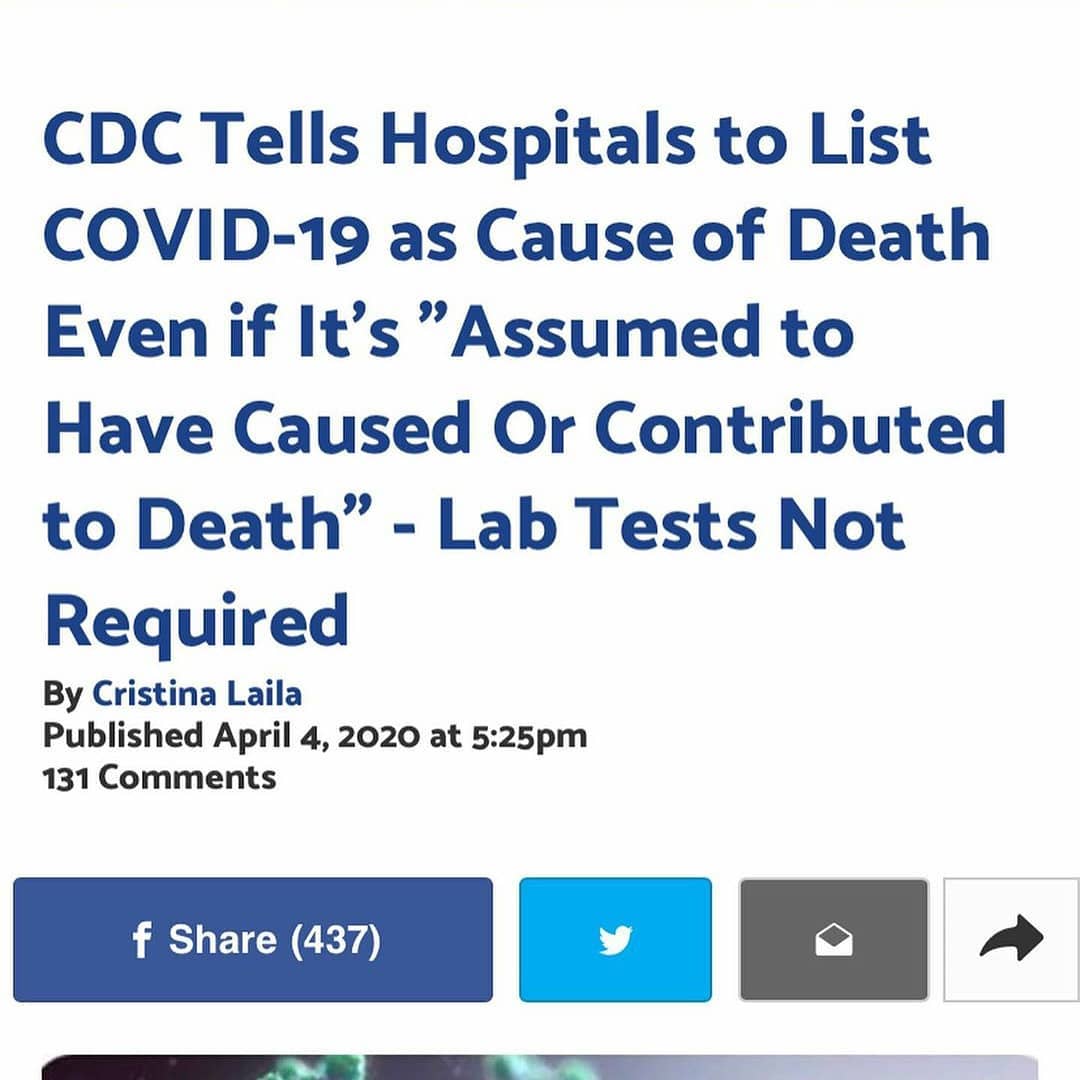 CDC Tells Hospitals to List
COVID-19 as Cause of Death
Even if It’s ”Assumed to
Have Caused Or Contributed
to Death” - Lab Tests Not
Required
By Cristina Laila
Published April 4, 2020 at 5:25pm
131 Comments
f Share (437)